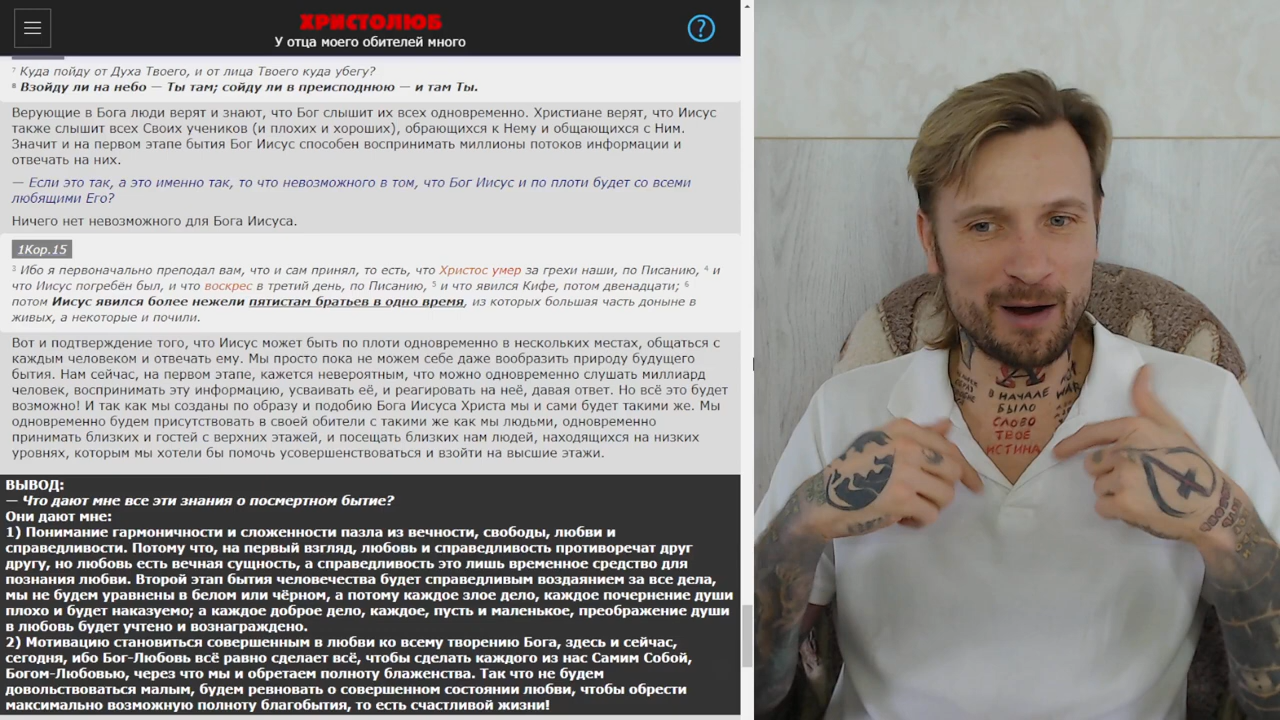 ХРИСТОЛЮБ
У отца моего обителей много
?
⁷ Куда пойду от Духа Твоего, и от лица Твоего куда убегу?
⁸ Взойду ли на небо — Ты там; сойду ли в преисподнюю — и там Ты.
Верующие в Бога люди верят и знают, что Бог слышит их всех одновременно. Христиане верят, что Иисус
также слышит всех Своих учеников (и плохих и хороших), обрающихся к Нему и общающихся с Ним.
Значит и на первом этапе бытия Бог Иисус способен воспринимать миллионы потоков информации и
отвечать на них.
— Если это так, а это именно так, то что невозможного в том, что Бог Иисус и по плоти будет со всеми
любящими Его?
Ничего нет невозможного для Бога Иисуса.
1Кор.15
³ Ибо я первоначально преподал вам, что и сам принял, то есть, что Христос умер за грехи наши, по Писанию, ⁴ и
что Иисус погребён был, и что воскрес в третий день, по Писанию, ⁵ и что явился Кифе, потом двенадцати; ⁶
потом Иисус явился более нежели пятистам братьев в одно время, из которых большая часть доныне в
живых, а некоторые и почили.
Вот и подтверждение того, что Иисус может быть по плоти одновременно в нескольких местах, общаться с
каждым человеком и отвечать ему. Мы просто пока не можем себе даже вообразить природу будущего
бытия. Нам сейчас, на первом этапе, кажется невероятным, что можно одновременно слушать миллиард
человек, воспринимать эту информацию, усваивать её, и реагировать на неё, давая ответ. Но всё это будет
возможно! И так как мы созданы по образу и подобию Бога Иисуса Христа мы и сами будет такими же. Мы
одновременно будем присутствовать в своей обители с такими же как мы людьми, одновременно
принимать близких и гостей с верхних этажей, и посещать близких нам людей, находящихся на низких
уровнях, которым мы хотели бы помочь усовершенствоваться и взойти на высшие этажи.
ВЫВОД:
— Что дают мне все эти знания о посмертном бытие?
Они дают мне:
1) Понимание гармоничности и сложенности пазла из вечности, свободы, любви и
справедливости. Потому что, на первый взгляд, любовь и справедливость противоречат друг
другу, но любовь есть вечная сущность, а справедливость это лишь временное средство для
познания любви. Второй этап бытия человечества будет справедливым воздаянием за все дела,
мы не будем уравнены в белом или чёрном, а потому каждое злое дело, каждое почернение души
плохо и будет наказуемо; а каждое доброе дело, каждое, пусть и маленькое, преображение души
в любовь будет учтено и вознаграждено.
2) Мотивацию становиться совершенным в любви ко всему творению Бога, здесь и сейчас,
сегодня, ибо Бог-Любовь всё равно сделает всё, чтобы сделать каждого из нас Самим Собой,
Богом-Любовью, через что мы и обретаем полноту блаженства. Так что не будем
довольствоваться малым, будем ревновать о совершенном состоянии любви, чтобы обрести
максимально возможную полноту благобытия, то есть счастливой жизни!
В НАЧАЛЕ
БЫЛО
СЛОВО
ТВОЕ
ИСТИНА